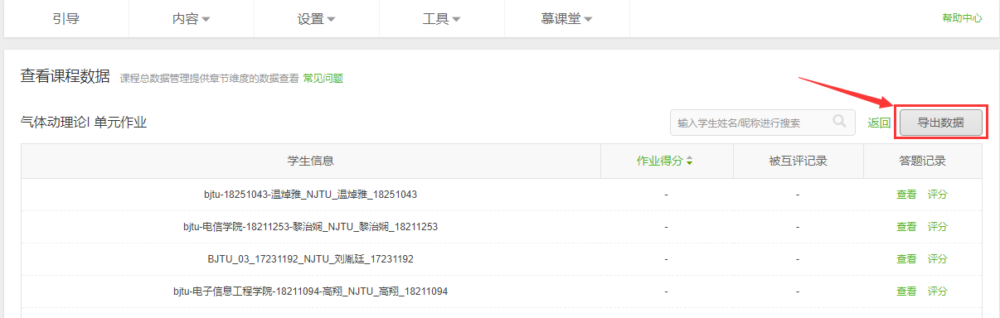 引导 内容 设置 工具 慕课堂 帮助中心
查看课程数据 课程总数据管理提供章节维度的数据查看 常见问题
气体动理论I 单元作业 输入学生姓名/昵称进行搜索 返回 导出数据
学生信息 作业得分 被互评记录 答题记录
bjtu-18251043-温焯雅_NJTU_温焯雅_18251043 - - 查看 评分
bjtu-电信学院-18211253-黎治娴_NJTU_黎治娴_18211253 - - 查看 评分
BJTU_03_17231192_NJTU_刘胤廷_17231192 - - 查看 评分
bjtu-电子信息工程学院-18211094-高翔_NJTU_高翔_18211094 - - 查看 评分